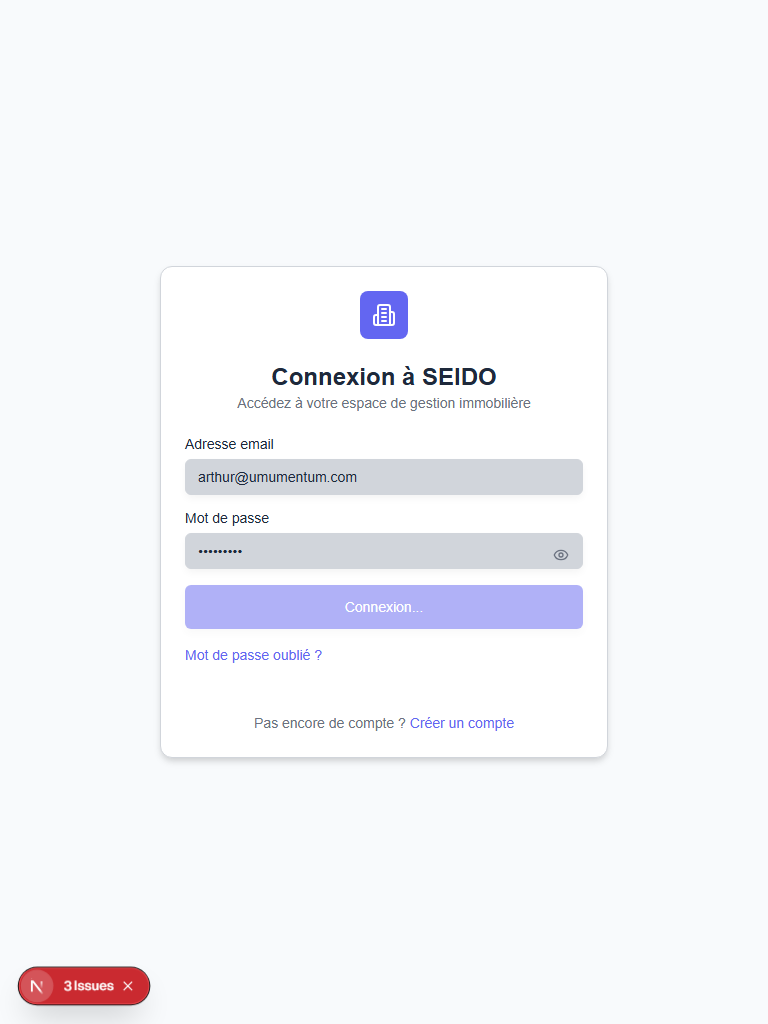 Connexion à SEIDO
Accédez à votre espace de gestion immobilière
Adresse email
arthur@umumentum.com
Mot de passe
•••••••••
Connexion...
Mot de passe oublié ?
Pas encore de compte ? Créer un compte
N 3 Issues ×